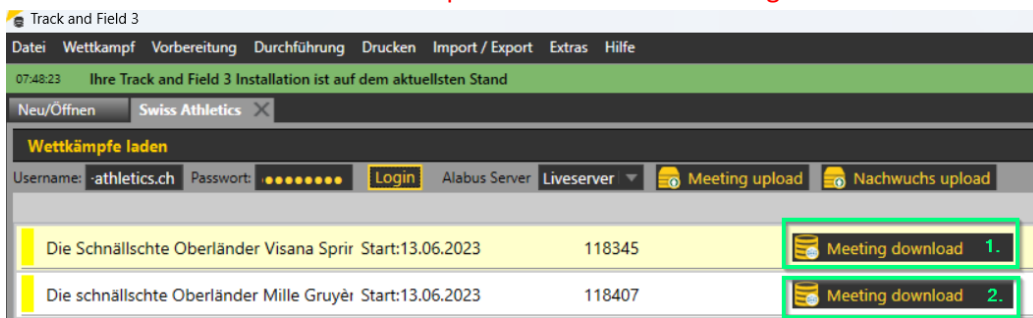 Track and Field 3
Datei Wettkampf Vorbereitung Durchführung Drucken Import / Export Extras Hilfe
07:48:23 Ihre Track and Field 3 Installation ist auf dem aktuellsten Stand
Neu/Öffnen Swiss Athletics
Wettkämpfe laden
Username: -athletics.ch Passwort: Login Alabus Server Liveserver Meeting upload Nachwuchs upload
Die Schnällschte Oberländer Visana Sprir Start:13.06.2023 118345 Meeting download 1.
Die schnällschte Oberländer Mille Gruyèr Start:13.06.2023 118407 Meeting download 2.